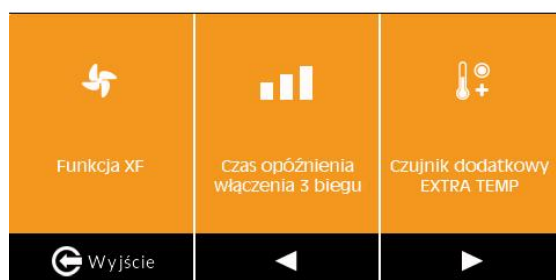 Funkcja XF
Czas opóźnienia
włączenia 3 biegu
Czujnik dodatkowy
EXTRA TEMP
Wyjście